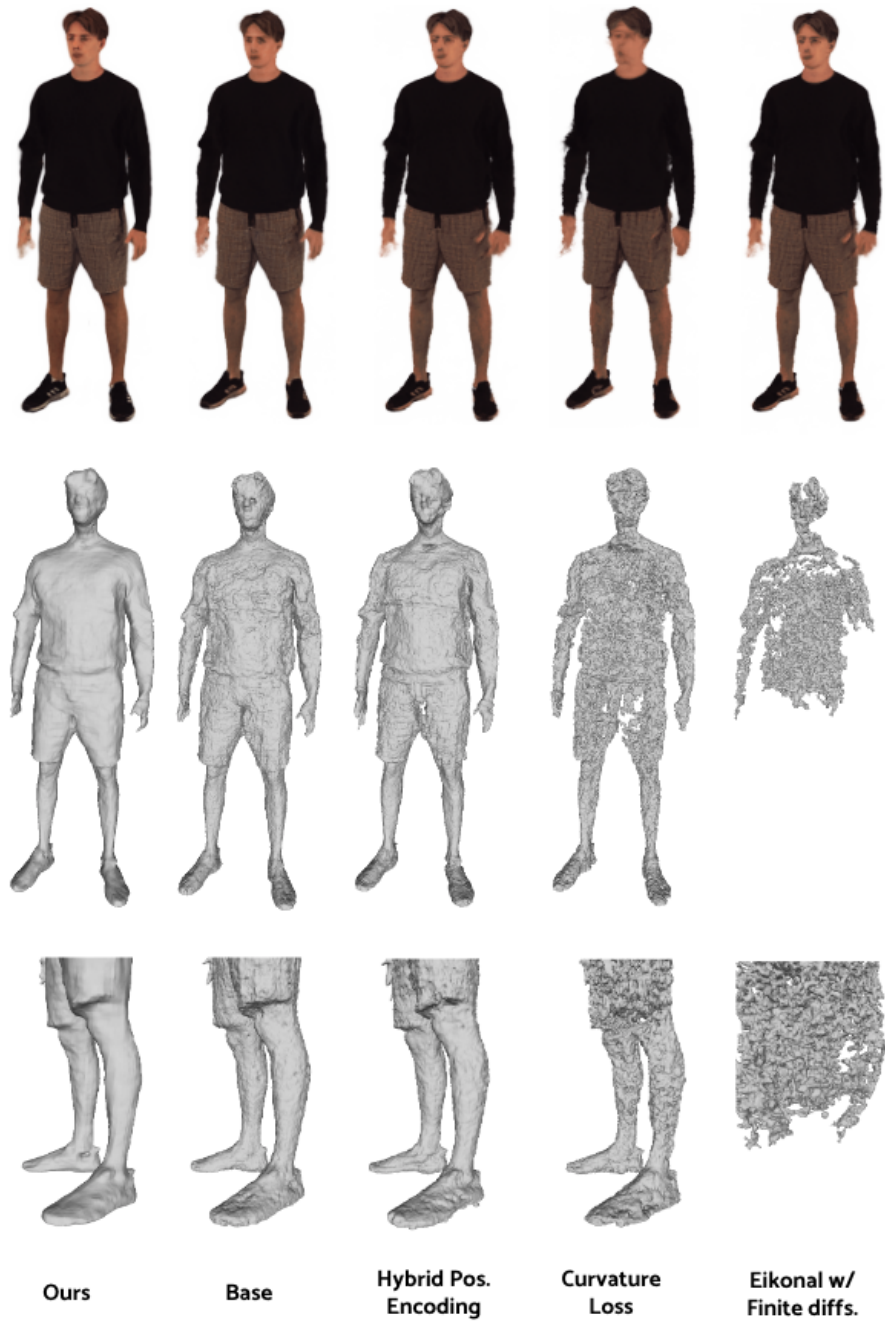 Ours
Base
Hybrid Pos.
Encoding
Curvature
Loss
Eikonal w/
Finite diffs.